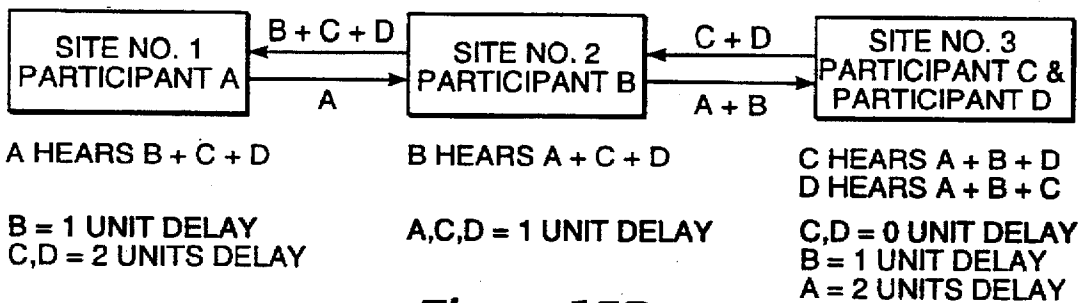 SITE NO. 1
PARTICIPANT A
B + C + D
A
SITE NO. 2
PARTICIPANT B
C + D
A + B
SITE NO. 3
PARTICIPANT C &
PARTICIPANT D
A HEARS B + C + D
B = 1 UNIT DELAY
C,D = 2 UNITS DELAY
B HEARS A + C + D
A,C,D = 1 UNIT DELAY
C HEARS A + B + D
D HEARS A + B + C
C,D = 0 UNIT DELAY
B = 1 UNIT DELAY
A = 2 UNITS DELAY